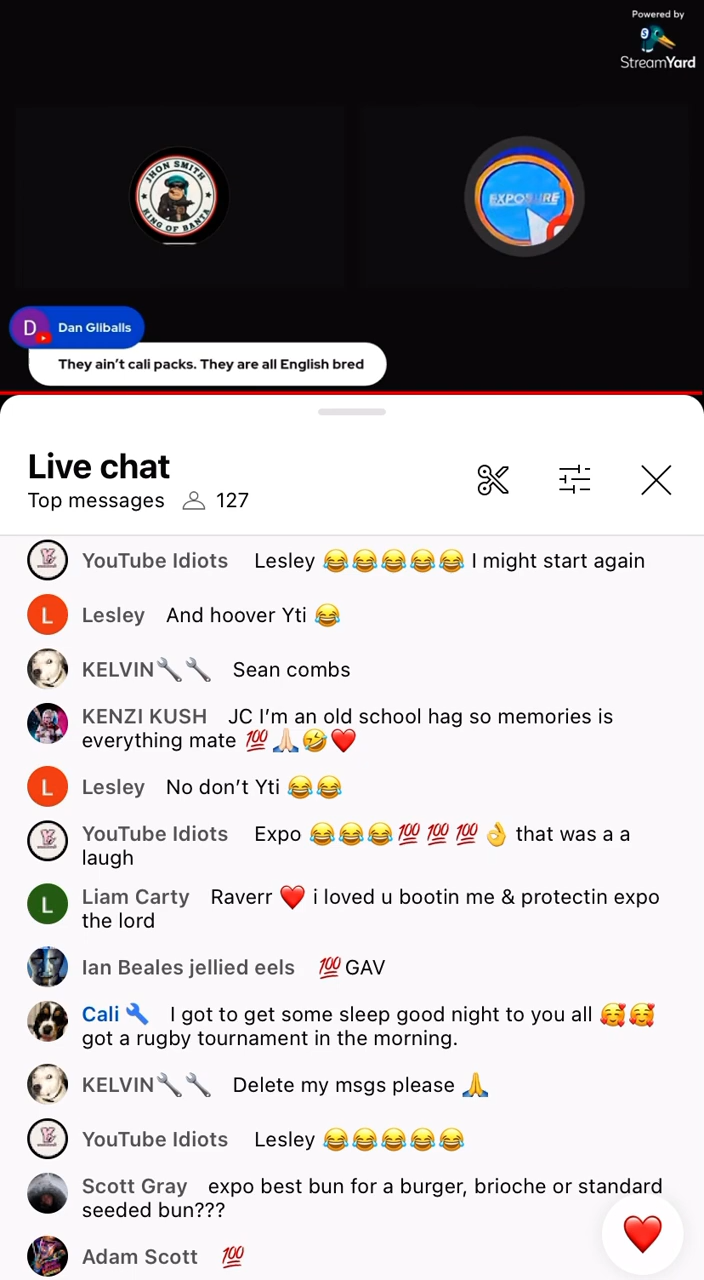 Powered by
StreamYard
JHON SMITH
KING OF BANTA
EXPOSURE
D Dan Gliballs
They ain’t cali packs. They are all English bred
Live chat
Top messages 127
YouTube Idiots Lesley 😂😂😂😂😂 I might start again
L Lesley And hoover Yti 😂
KELVIN🔧🔧 Sean combs
KENZI KUSH JC I’m an old school hag so memories is
everything mate 💯🙏🏻🤣❤️
L Lesley No don’t Yti 😂😂
YouTube Idiots Expo 😂😂😂💯💯💯👌 that was a a
laugh
L Liam Carty Raverr ❤️ i loved u bootin me & protectin expo
the lord
Ian Beales jellied eels 💯GAV
Cali 🔧 I got to get some sleep good night to you all 🥰🥰
got a rugby tournament in the morning.
KELVIN🔧🔧 Delete my msgs please 🙏
YouTube Idiots Lesley 😂😂😂😂😂
Scott Gray expo best bun for a burger, brioche or standard
seeded bun???
Adam Scott 💯